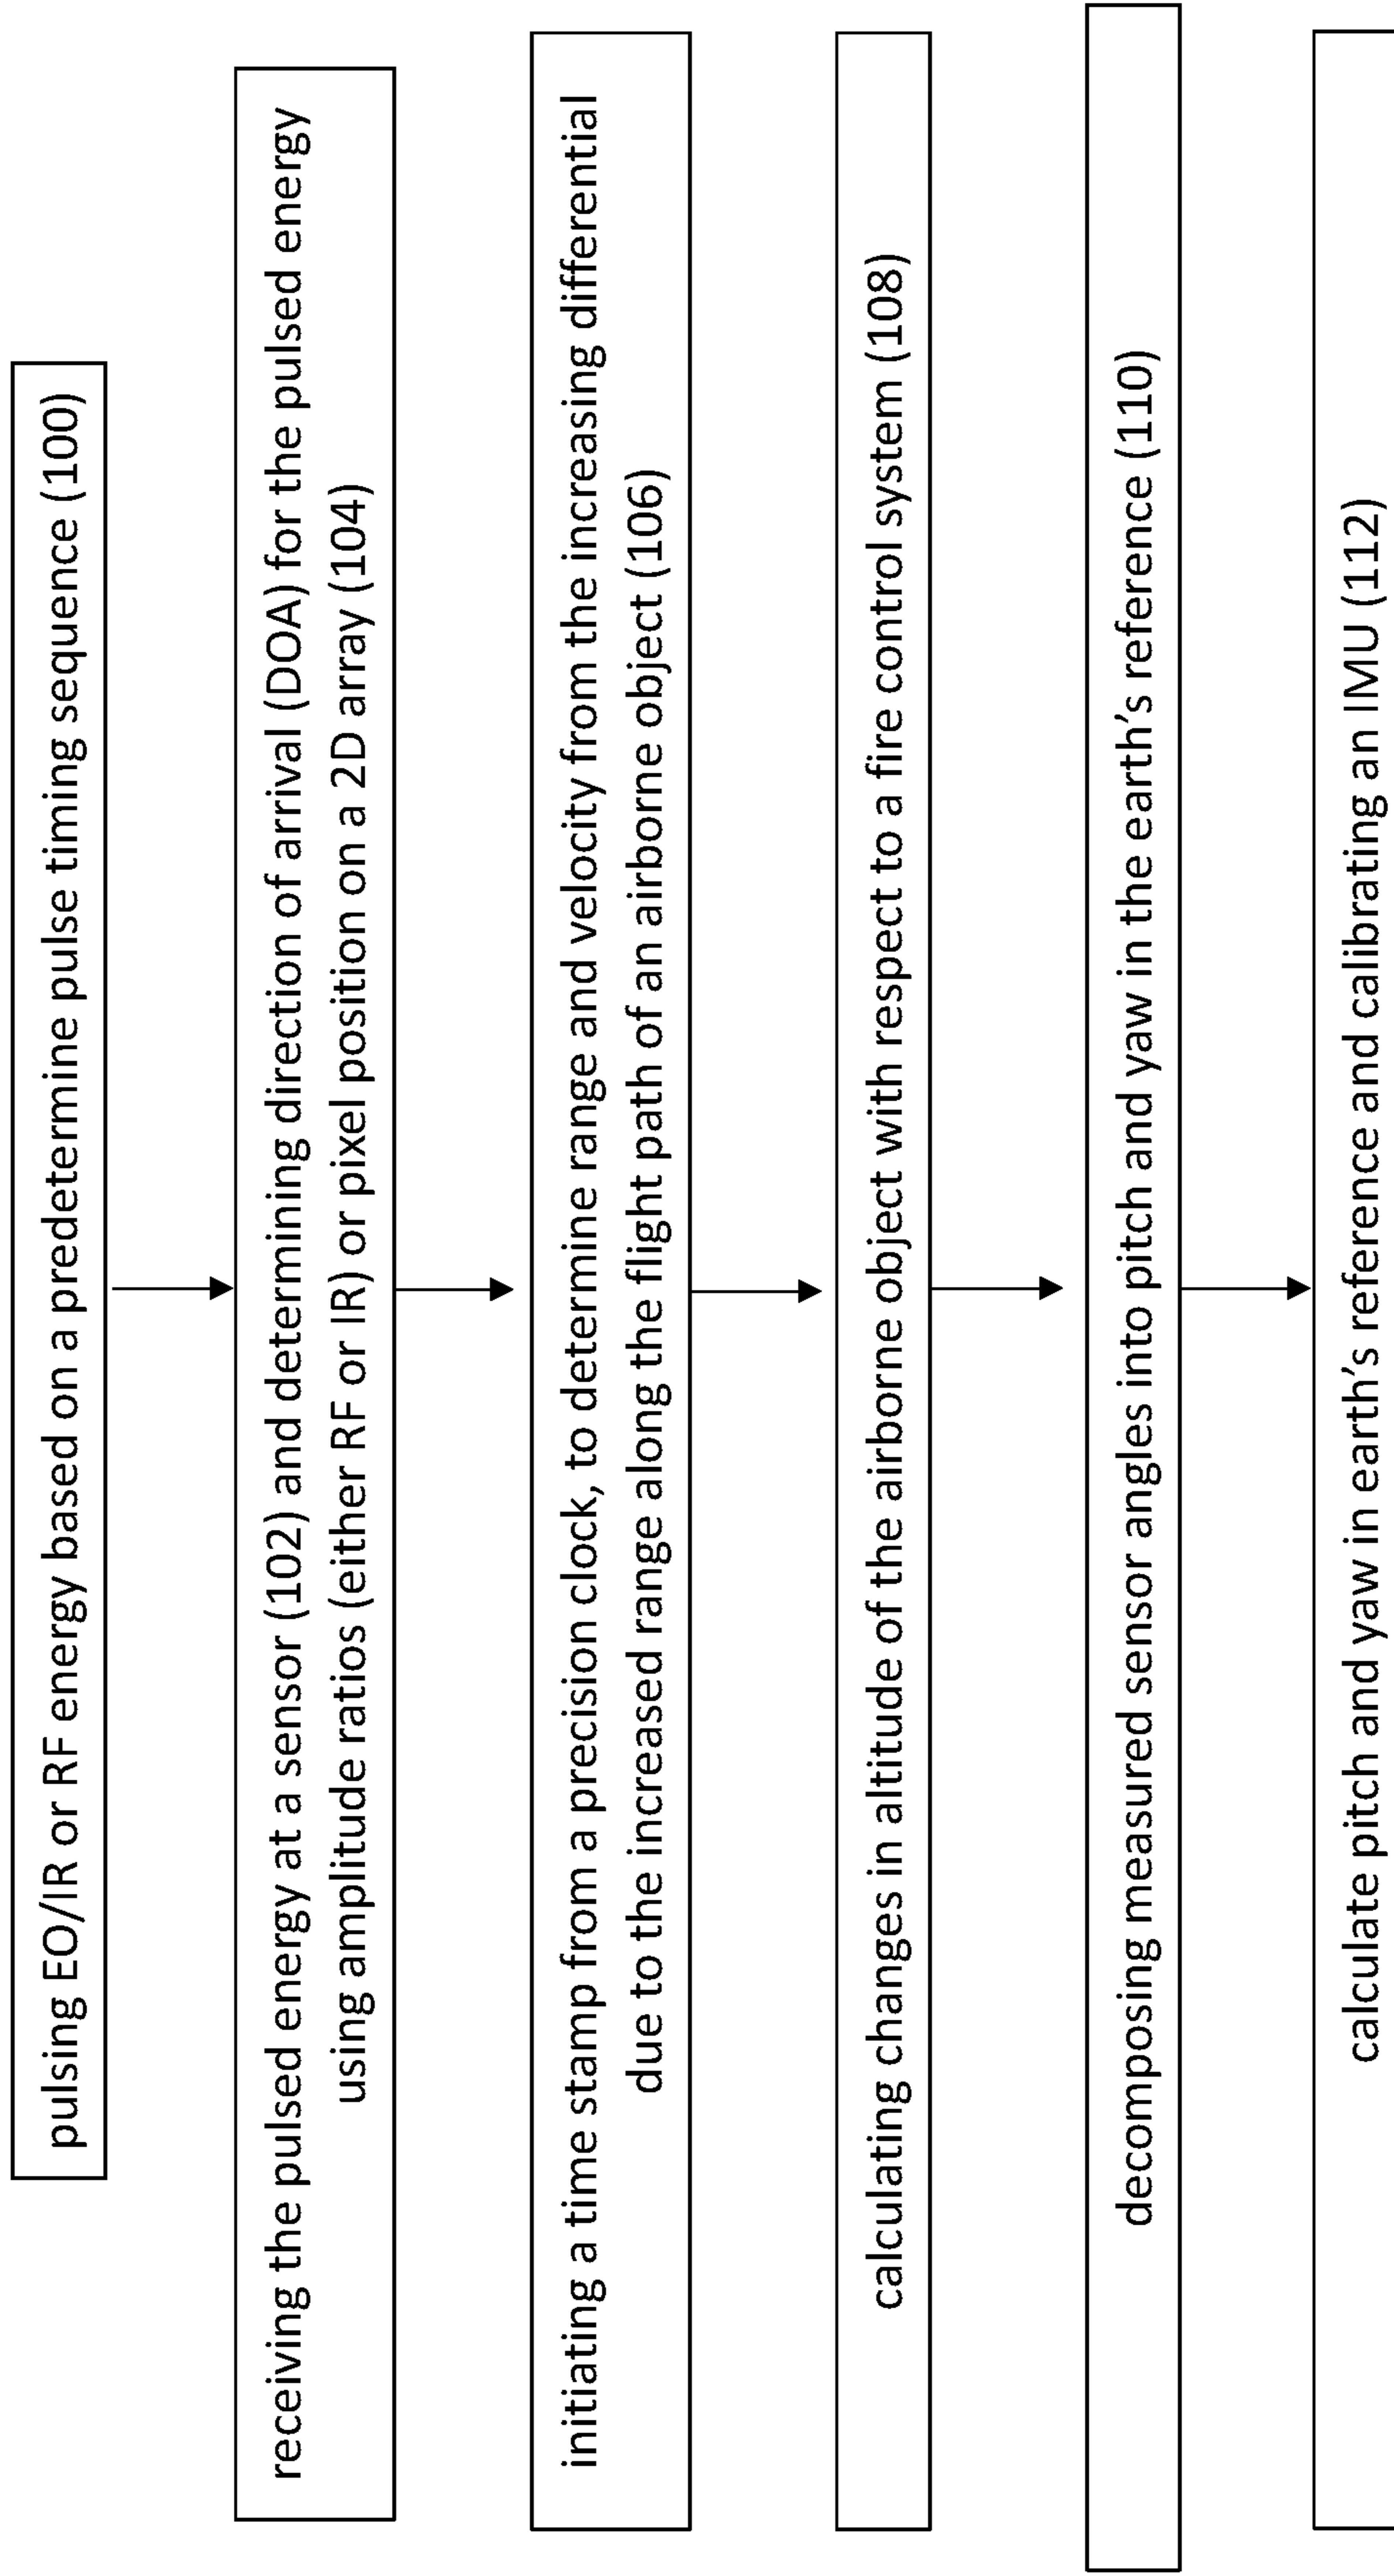 pulsing EO/IR or RF energy based on a predetermine pulse timing sequence (100)
receiving the pulsed energy at a sensor (102) and determining direction of arrival (DOA) for the pulsed energy
using amplitude ratios (either RF or IR) or pixel position on a 2D array (104)
initiating a time stamp from a precision clock, to determine range and velocity from the increasing differential
due to the increased range along the flight path of an airborne object (106)
calculating changes in altitude of the airborne object with respect to a fire control system (108)
decomposing measured sensor angles into pitch and yaw in the earth's reference (110)
calculate pitch and yaw in earth's reference and calibrating an IMU (112)